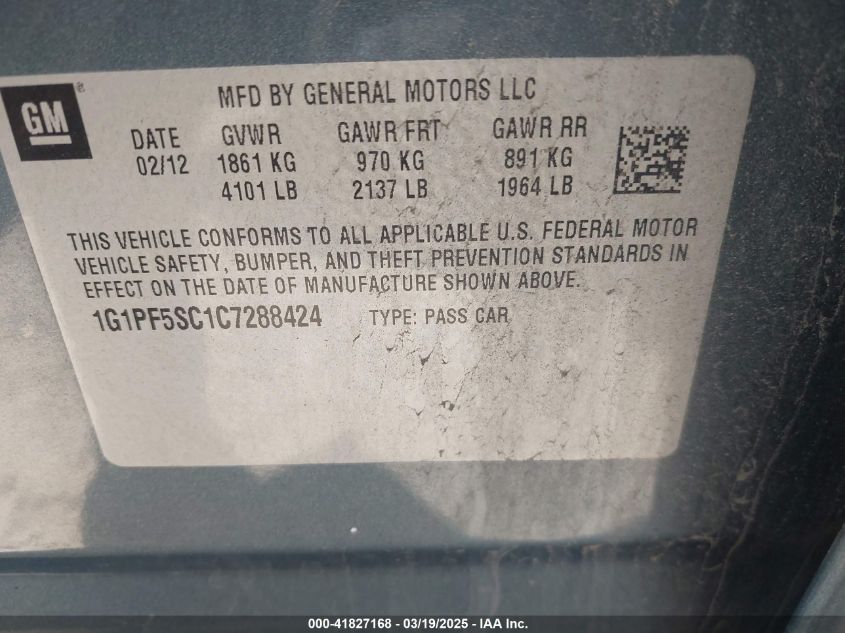 GM®
MFD BY GENERAL MOTORS LLC
DATE GVWR GAWR FRT GAWR RR
02/12 1861 KG 970 KG 891 KG
4101 LB 2137 LB 1964 LB
THIS VEHICLE CONFORMS TO ALL APPLICABLE U.S. FEDERAL MOTOR
VEHICLE SAFETY, BUMPER, AND THEFT PREVENTION STANDARDS IN
EFFECT ON THE DATE OF MANUFACTURE SHOWN ABOVE.
1G1PF5SC1C7288424 TYPE: PASS CAR
000-41827168 - 03/19/2025 - IAA Inc.